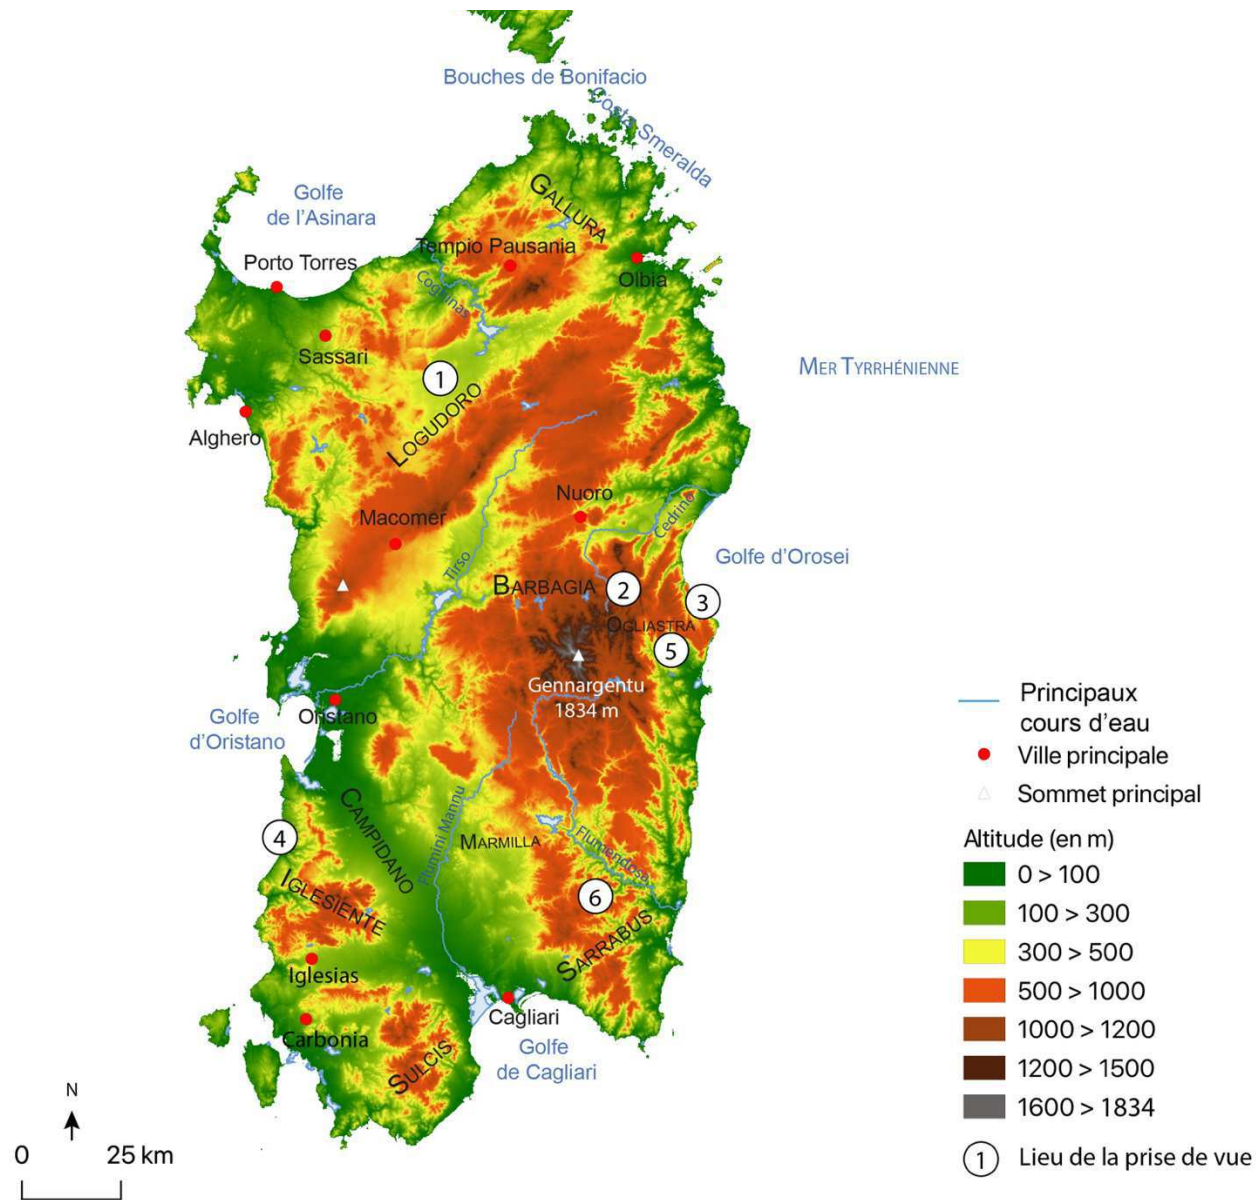 Bouches de Bonifacio
Costa Smeralda
Golfe
de l'Asinara
GALLURA
Tempio Pausania
Porto Torres
Olbia
Coghinas
Sassari
MER TYRRHÉNIENNE
1
LOGUDORO
Alghero
Nuoro
Macomer
Cedrino
Tirso
Golfe d'Orosei
BARBAGIA
2
3
OGLIASTRA
5
Gennargentu
1834 m
Oristano
Golfe
d'Oristano
CAMPIDANO
Flumini Mannu
4
MARMILLA
Flumendosa
IGLESIENTE
6
SARRABUS
Iglesias
Cagliari
Carbonia
Golfe
de Cagliari
SULCIS
N
0 25 km
Principaux
cours d'eau
Ville principale
Sommet principal
Altitude (en m)
0 > 100
100 > 300
300 > 500
500 > 1000
1000 > 1200
1200 > 1500
1600 > 1834
1 Lieu de la prise de vue